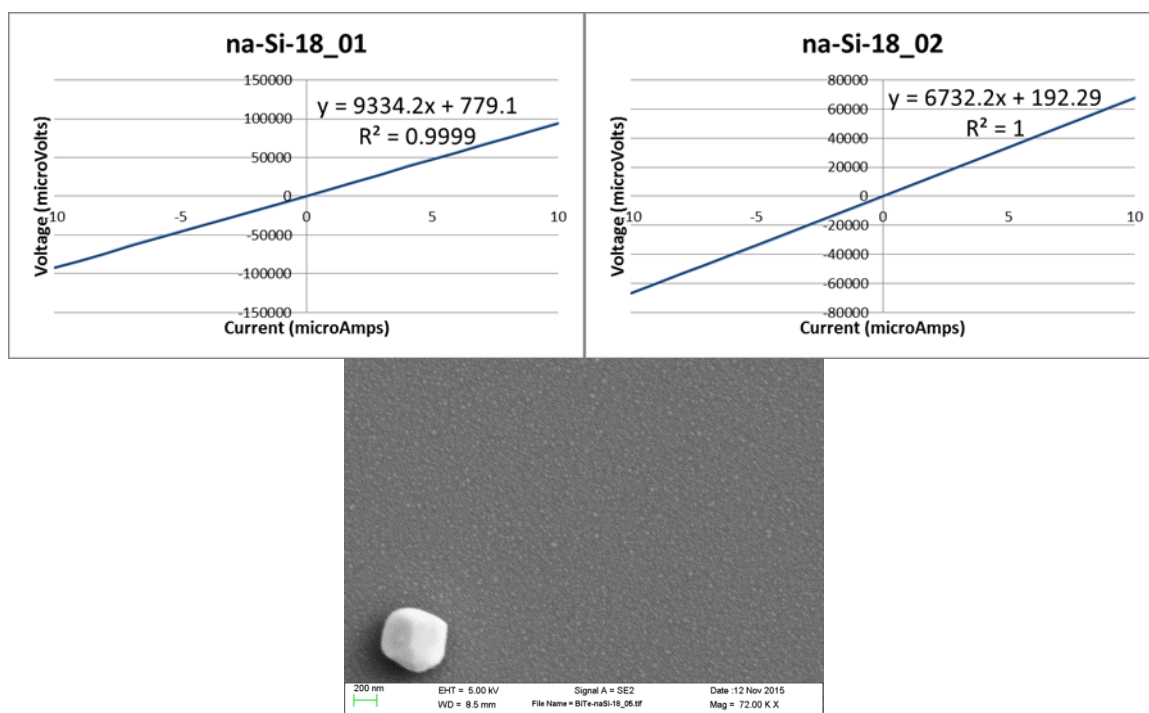 na-Si-18_01
150000
y = 9334.2x + 779.1
100000
R² = 0.9999
50000
0
10 -5 0 5 10
-50000
-100000
-150000
Voltage (microVolts)
Current (microAmps)
na-Si-18_02
80000
y = 6732.2x + 192.29
60000
R² = 1
40000
20000
0
10 -5 0 5 10
-20000
-40000
-60000
-80000
Voltage (microVolts)
Current (microAmps)
200 nm EHT = 5.00 kV Signal A = SE2 Date :12 Nov 2015
WD = 8.5 mm File Name = BiTe-naSi-18_05.tif Mag = 72.00 K X